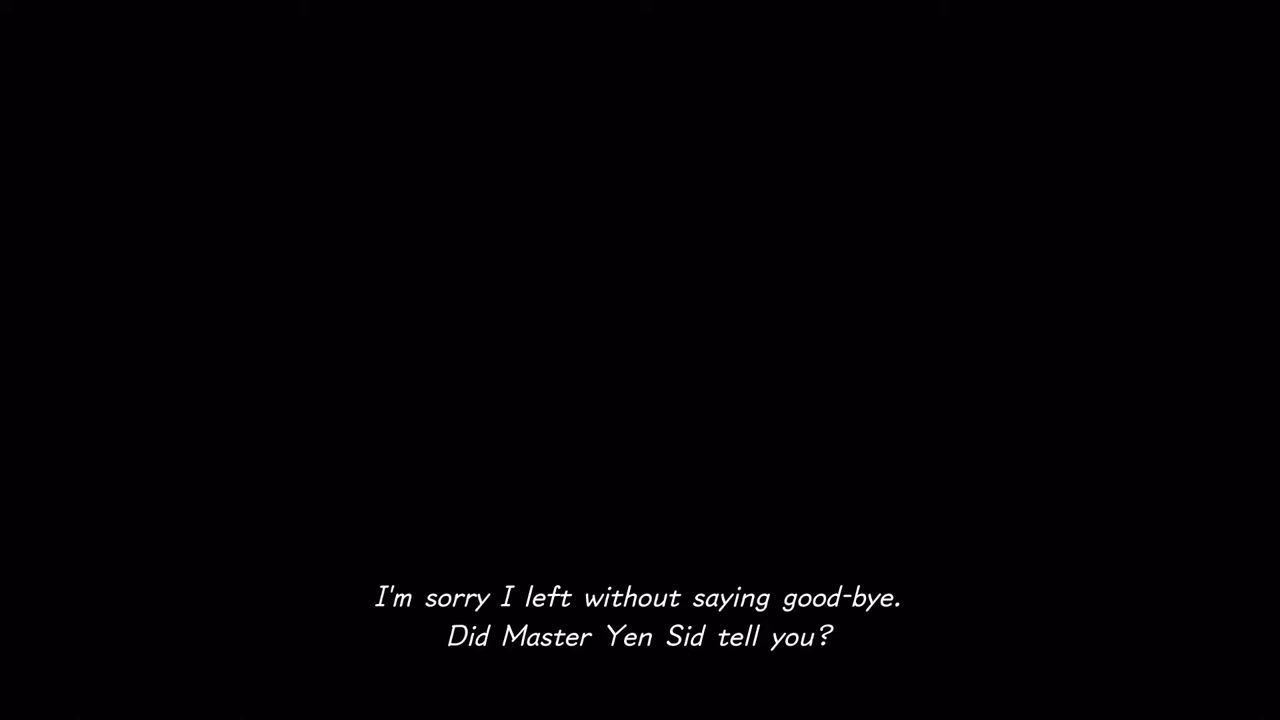 I'm sorry I left without saying good-bye.
Did Master Yen Sid tell you?